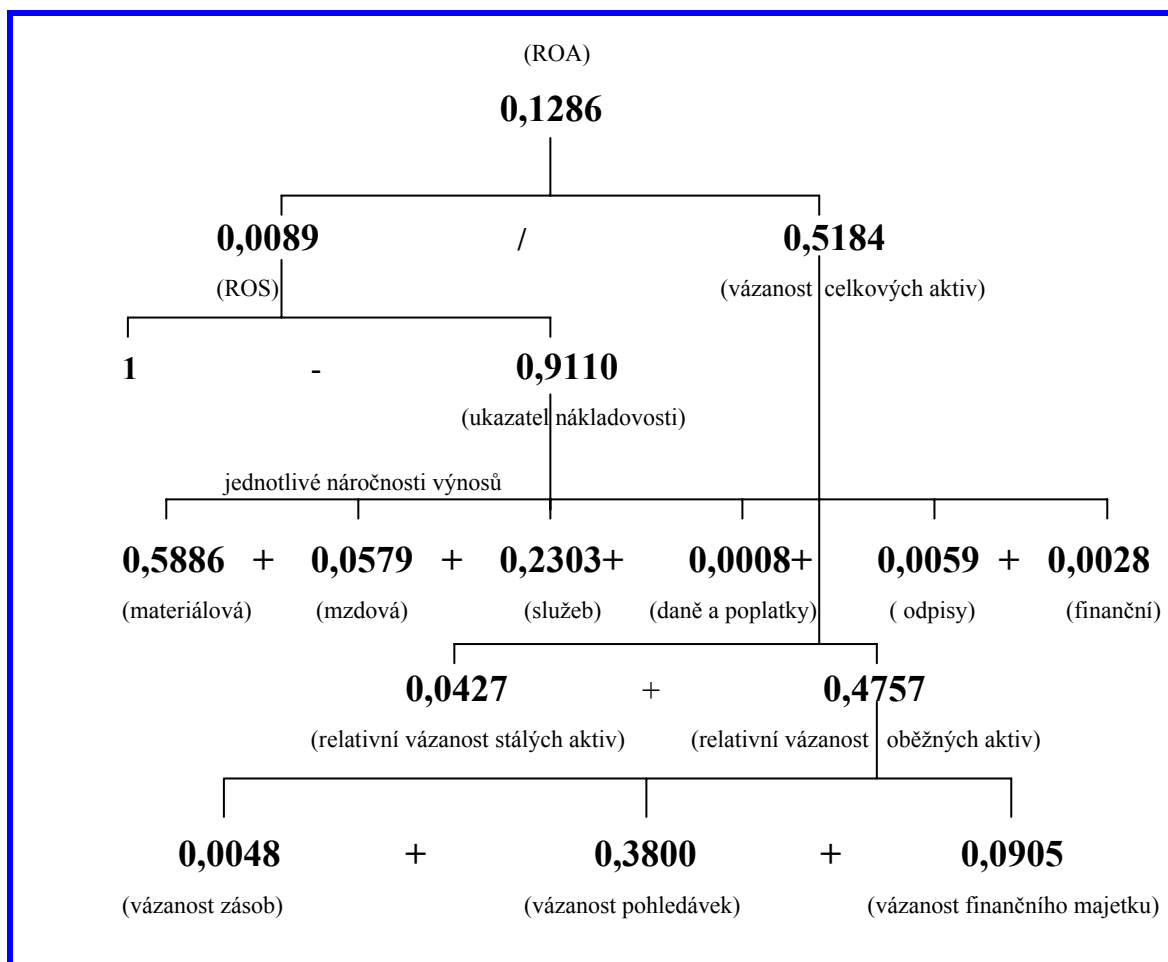 (ROA)
0,1286
0,0089 / 0,5184
(ROS) (vázanost celkových aktiv)
1 - 0,9110
(ukazatel nákladovosti)
jednotlivé náročnosti výnosů
0,5886 + 0,0579 + 0,2303+ 0,0008+ 0,0059 + 0,0028
(materiálová) (mzdová) (služeb) (daně a poplatky) ( odpisy) (finanční)
0,0427 + 0,4757
(relativní vázanost stálých aktiv) (relativní vázanost oběžných aktiv)
0,0048 + 0,3800 + 0,0905
(vázanost zásob) (vázanost pohledávek) (vázanost finančního majetku)